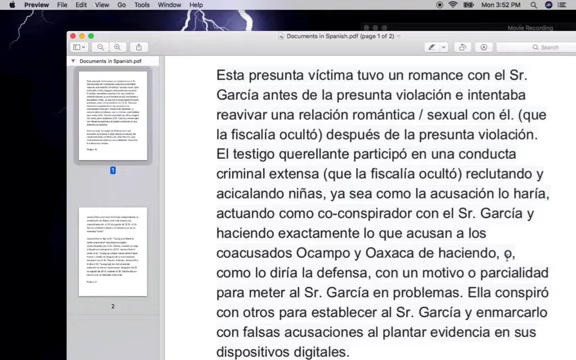 Preview File Edit View Go Tools Window Help
Mon 3:52 PM
Movie Recording
Documents in Spanish.pdf (page 1 of 2)
Search
Documents in Spanish.pdf
1
2
Esta presunta víctima tuvo un romance con el Sr.
García antes de la presunta violación e intentaba
reavivar una relación romántica / sexual con él. (que
la fiscalía ocultó) después de la presunta violación.
El testigo querellante participó en una conducta
criminal extensa (que la fiscalía ocultó) reclutando y
acicalando niñas, ya sea como la acusación lo haría,
actuando como co-conspirador con el Sr. García y
haciendo exactamente lo que acusan a los
coacusados Ocampo y Oaxaca de haciendo, o,
como lo diría la defensa, con un motivo o parcialidad
para meter al Sr. García en problemas. Ella conspiró
con otros para establecer al Sr. García y enmarcarlo
con falsas acusaciones al plantar evidencia en sus
dispositivos digitales.